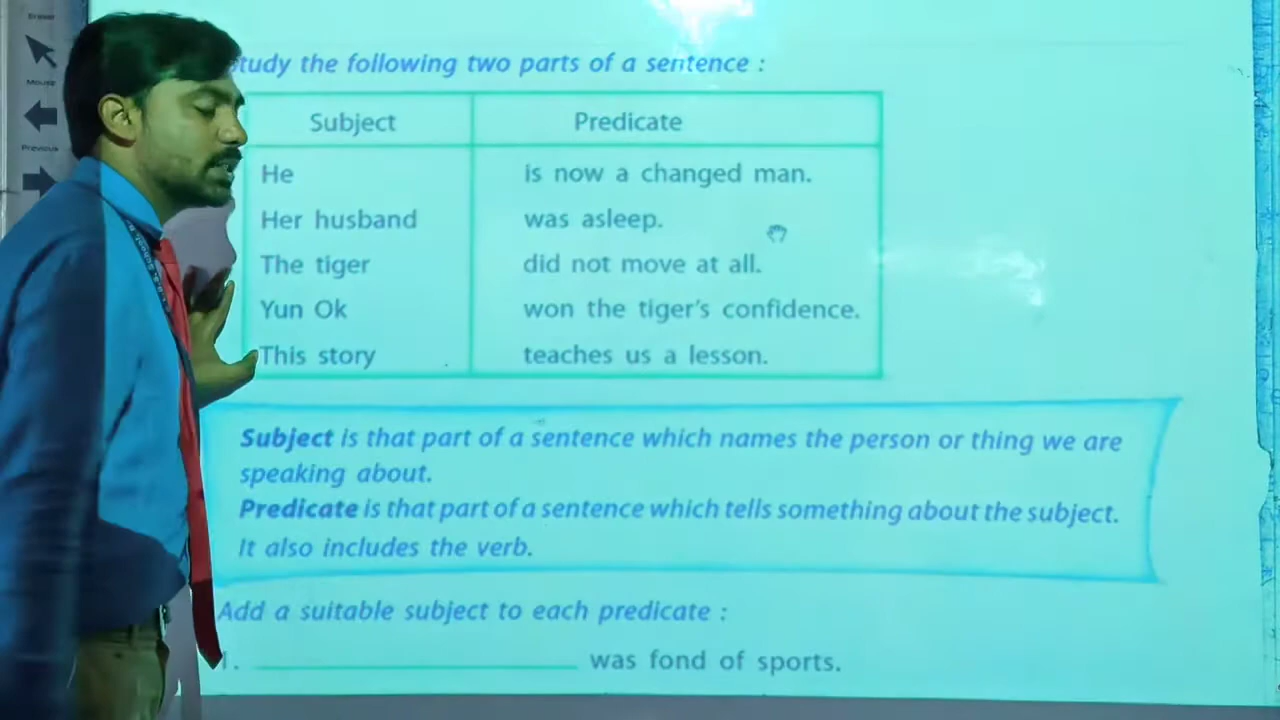 Eraser
Mouse
Previous
tudy the following two parts of a sentence :
Subject Predicate
He is now a changed man.
Her husband was asleep.
The tiger did not move at all.
Yun Ok won the tiger's confidence.
This story teaches us a lesson.
Subject is that part of a sentence which names the person or thing we are
speaking about.
Predicate is that part of a sentence which tells something about the subject.
It also includes the verb.
Add a suitable subject to each predicate :
1. was fond of sports.